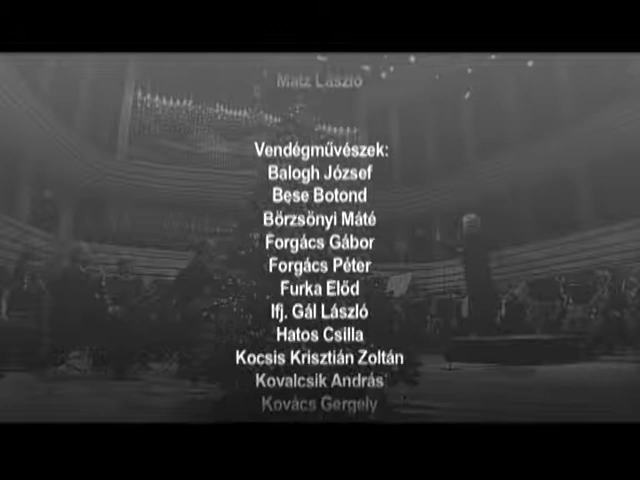 Matz László
Vendégművészek:
Balogh József
Bese Botond
Börzsönyi Máté
Forgács Gábor
Forgács Péter
Furka Előd
Ifj. Gál László
Hatos Csilla
Kocsis Krisztián Zoltán
Kovalcsik András
Kovács Gergely